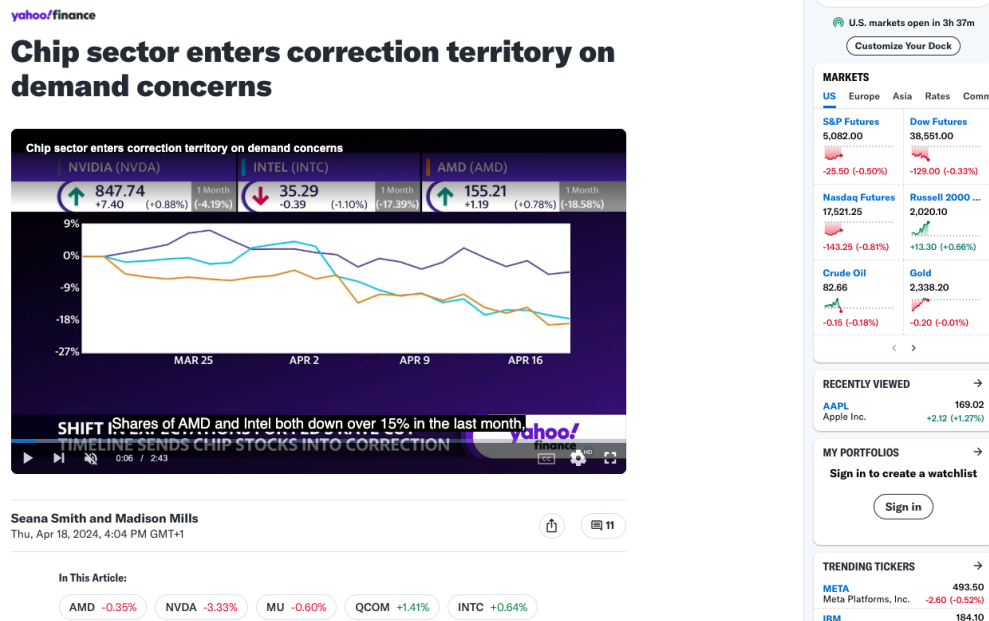 yahoo!finance
Chip sector enters correction territory on
demand concerns
Chip sector enters correction territory on demand concerns
NVIDIA (NVDA)
847.74
+7.40 (+0.88%)
1 Month
(-4.19%)
INTEL (INTC)
35.29
-0.39 (-1.10%)
1 Month
(-17.39%)
AMD (AMD)
155.21
+1.19 (+0.78%)
1 Month
(-18.58%)
9%
0%
-9%
-18%
-27%
MAR 25 APR 2 APR 9 APR 16
SHIFT IN
Shares of AMD and Intel both down over 15% in the last month,
TIMELINE SENDS CHIP STOCKS INTO CORRECTION
yahoo!
finance
0:06 / 2:43
CC
HD
Seana Smith and Madison Mills
Thu, Apr 18, 2024, 4:04 PM GMT+1
11
In This Article:
AMD -0.35% NVDA -3.33% MU -0.60% QCOM +1.41% INTC +0.64%
U.S. markets open in 3h 37m
Customize Your Dock
MARKETS
US Europe Asia Rates Comm
S&P Futures
5,082.00
-25.50 (-0.50%)
Dow Futures
38,551.00
-129.00 (-0.33%)
Nasdaq Futures
17,521.25
-143.25 (-0.81%)
Russell 2000 ...
2,020.10
+13.30 (+0.66%)
Crude Oil
82.66
-0.15 (-0.18%)
Gold
2,338.20
-0.20 (-0.01%)
RECENTLY VIEWED
AAPL 169.02
Apple Inc. +2.12 (+1.27%)
MY PORTFOLIOS
Sign in to create a watchlist
Sign in
TRENDING TICKERS
META 493.50
Meta Platforms, Inc. -2.60 (-0.52%)
IBM 184.10